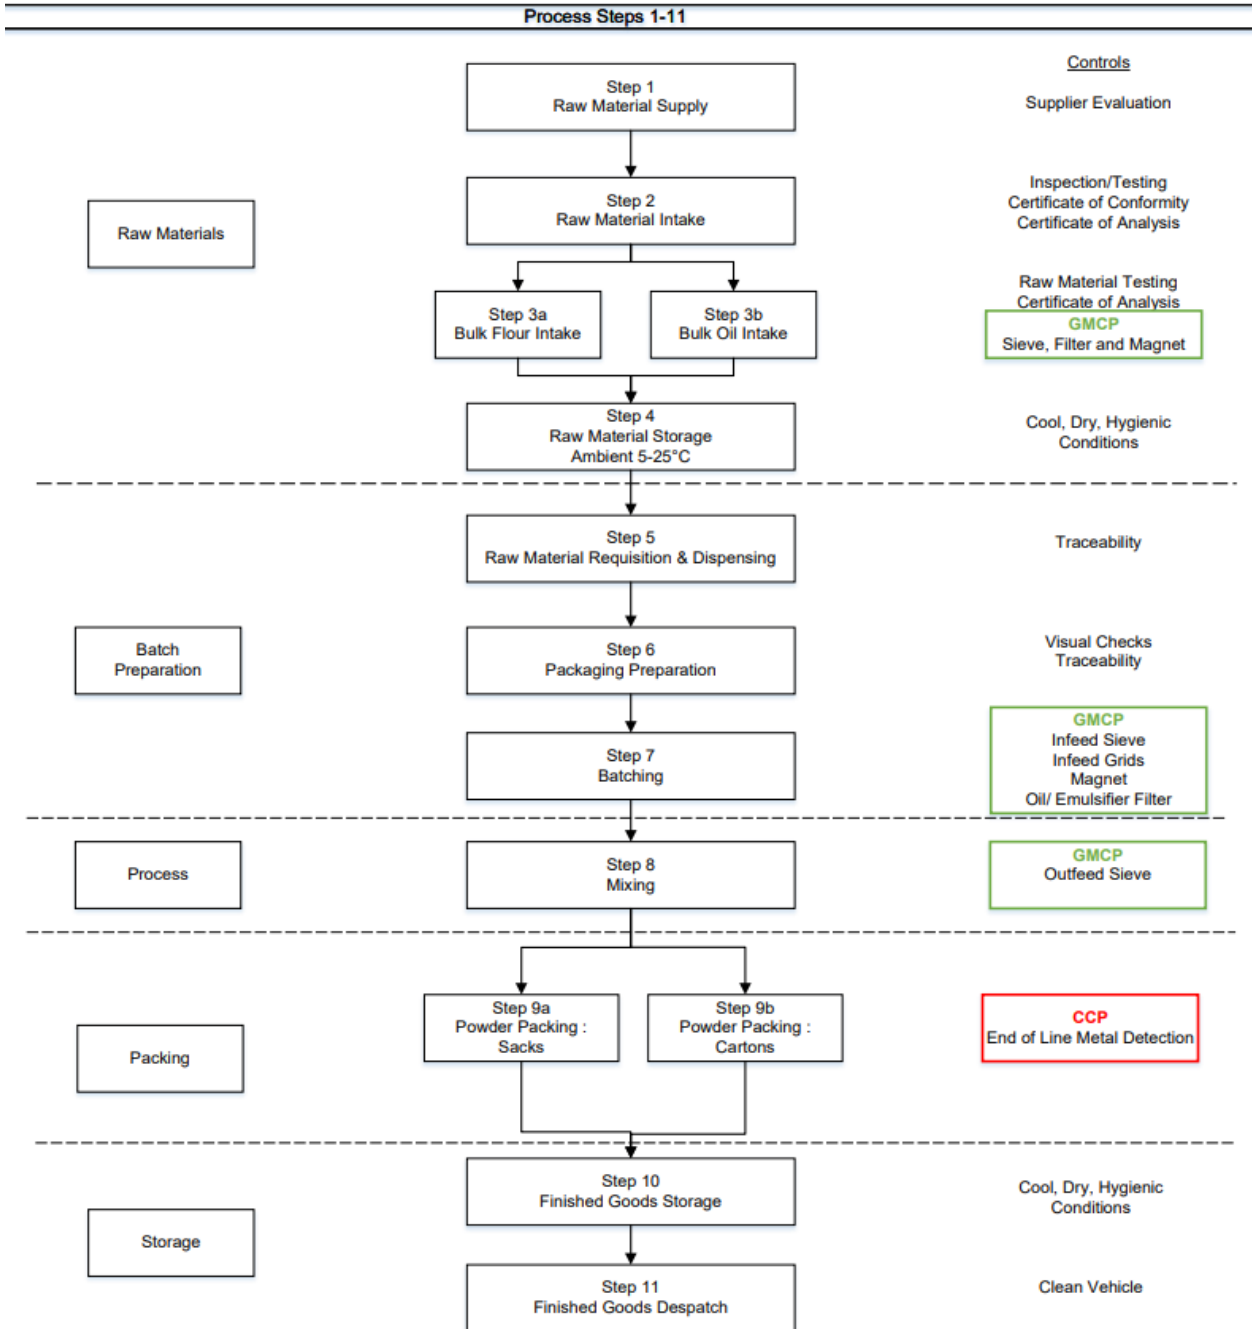 Process Steps 1-11
Controls
Step 1
Raw Material Supply
Supplier Evaluation
Raw Materials
Step 2
Raw Material Intake
Inspection/Testing
Certificate of Conformity
Certificate of Analysis
Step 3a
Bulk Flour Intake
Step 3b
Bulk Oil Intake
Raw Material Testing
Certificate of Analysis
GMCP
Sieve, Filter and Magnet
Step 4
Raw Material Storage
Ambient 5-25°C
Cool, Dry, Hygienic
Conditions
Step 5
Raw Material Requisition & Dispensing
Traceability
Batch
Preparation
Step 6
Packaging Preparation
Visual Checks
Traceability
Step 7
Batching
GMCP
Infeed Sieve
Infeed Grids
Magnet
Oil/ Emulsifier Filter
Process
Step 8
Mixing
GMCP
Outfeed Sieve
Packing
Step 9a
Powder Packing :
Sacks
Step 9b
Powder Packing :
Cartons
CCP
End of Line Metal Detection
Storage
Step 10
Finished Goods Storage
Cool, Dry, Hygienic
Conditions
Step 11
Finished Goods Despatch
Clean Vehicle